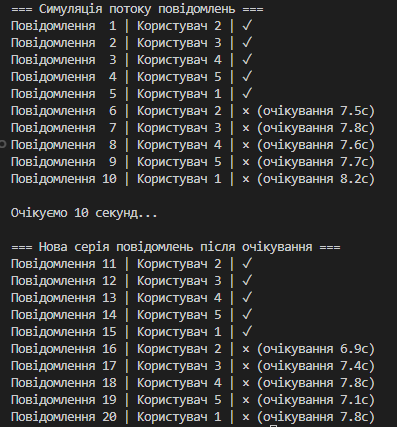 === Симуляція потоку повідомлень ===
Повідомлення  1 | Користувач 2 | ✓
Повідомлення  2 | Користувач 3 | ✓
Повідомлення  3 | Користувач 4 | ✓
Повідомлення  4 | Користувач 5 | ✓
Повідомлення  5 | Користувач 1 | ✓
Повідомлення  6 | Користувач 2 | × (очікування 7.5с)
Повідомлення  7 | Користувач 3 | × (очікування 7.8с)
Повідомлення  8 | Користувач 4 | × (очікування 7.6с)
Повідомлення  9 | Користувач 5 | × (очікування 7.7с)
Повідомлення 10 | Користувач 1 | × (очікування 8.2с)
Очікуємо 10 секунд...
=== Нова серія повідомлень після очікування ===
Повідомлення 11 | Користувач 2 | ✓
Повідомлення 12 | Користувач 3 | ✓
Повідомлення 13 | Користувач 4 | ✓
Повідомлення 14 | Користувач 5 | ✓
Повідомлення 15 | Користувач 1 | ✓
Повідомлення 16 | Користувач 2 | × (очікування 6.9с)
Повідомлення 17 | Користувач 3 | × (очікування 7.4с)
Повідомлення 18 | Користувач 4 | × (очікування 7.8с)
Повідомлення 19 | Користувач 5 | × (очікування 7.1с)
Повідомлення 20 | Користувач 1 | × (очікування 7.8с)